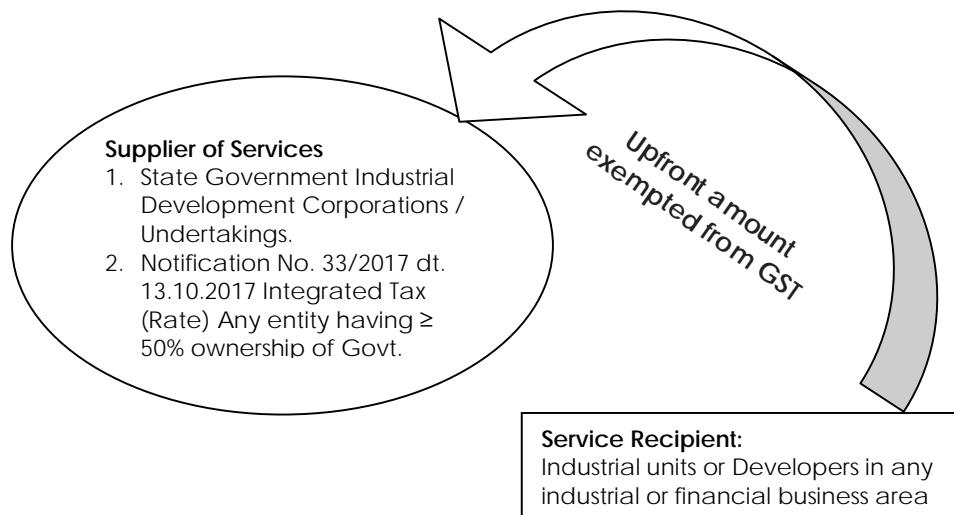 Supplier of Services
1. State Government Industrial
Development Corporations /
Undertakings.
2. Notification No. 33/2017 dt.
13.10.2017 Integrated Tax
(Rate) Any entity having ≥
50% ownership of Govt.
Upfront amount
exempted from GST
Service Recipient:
Industrial units or Developers in any
industrial or financial business area